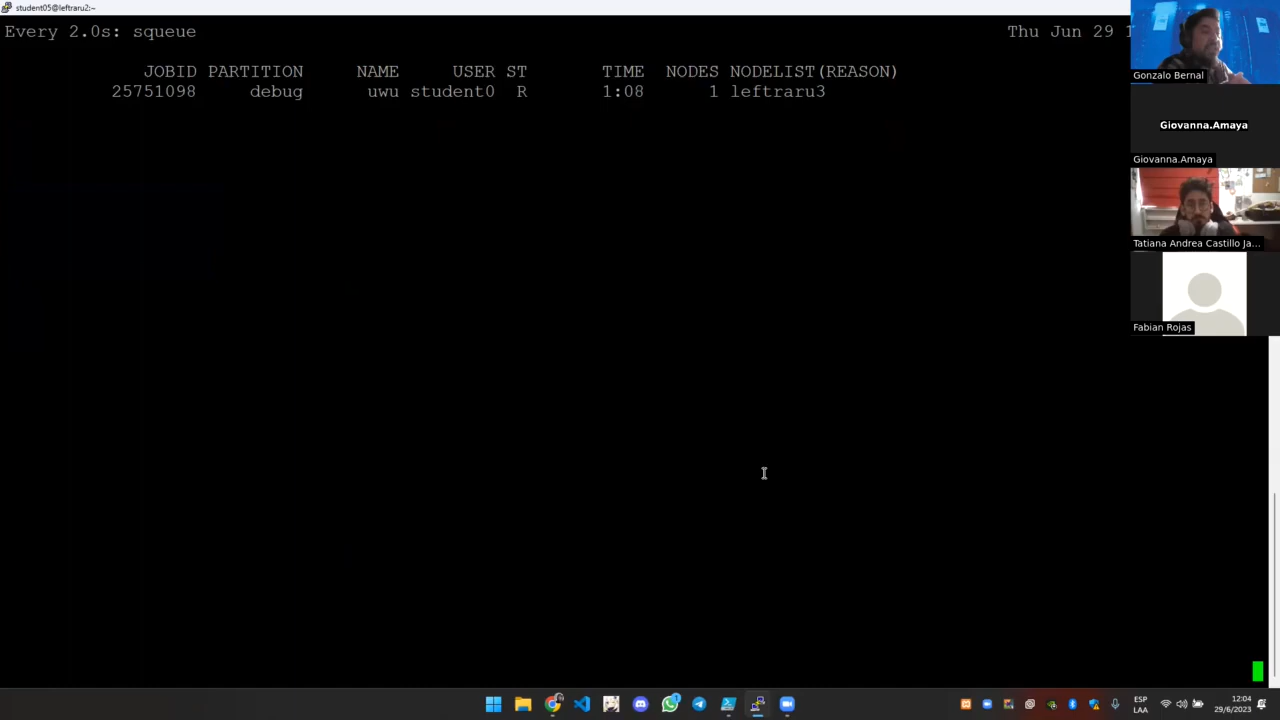 student05@leftraru2:~
Every 2.0s: squeue
Thu Jun 29 1
JOBID PARTITION NAME USER ST TIME NODES NODELIST(REASON)
25751098 debug uwu student0 R 1:08 1 leftraru3
Gonzalo Bernal
Giovanna.Amaya
Giovanna.Amaya
Tatiana Andrea Castillo Ja...
Fabian Rojas
ESP
LAA
12:04
29/6/2023